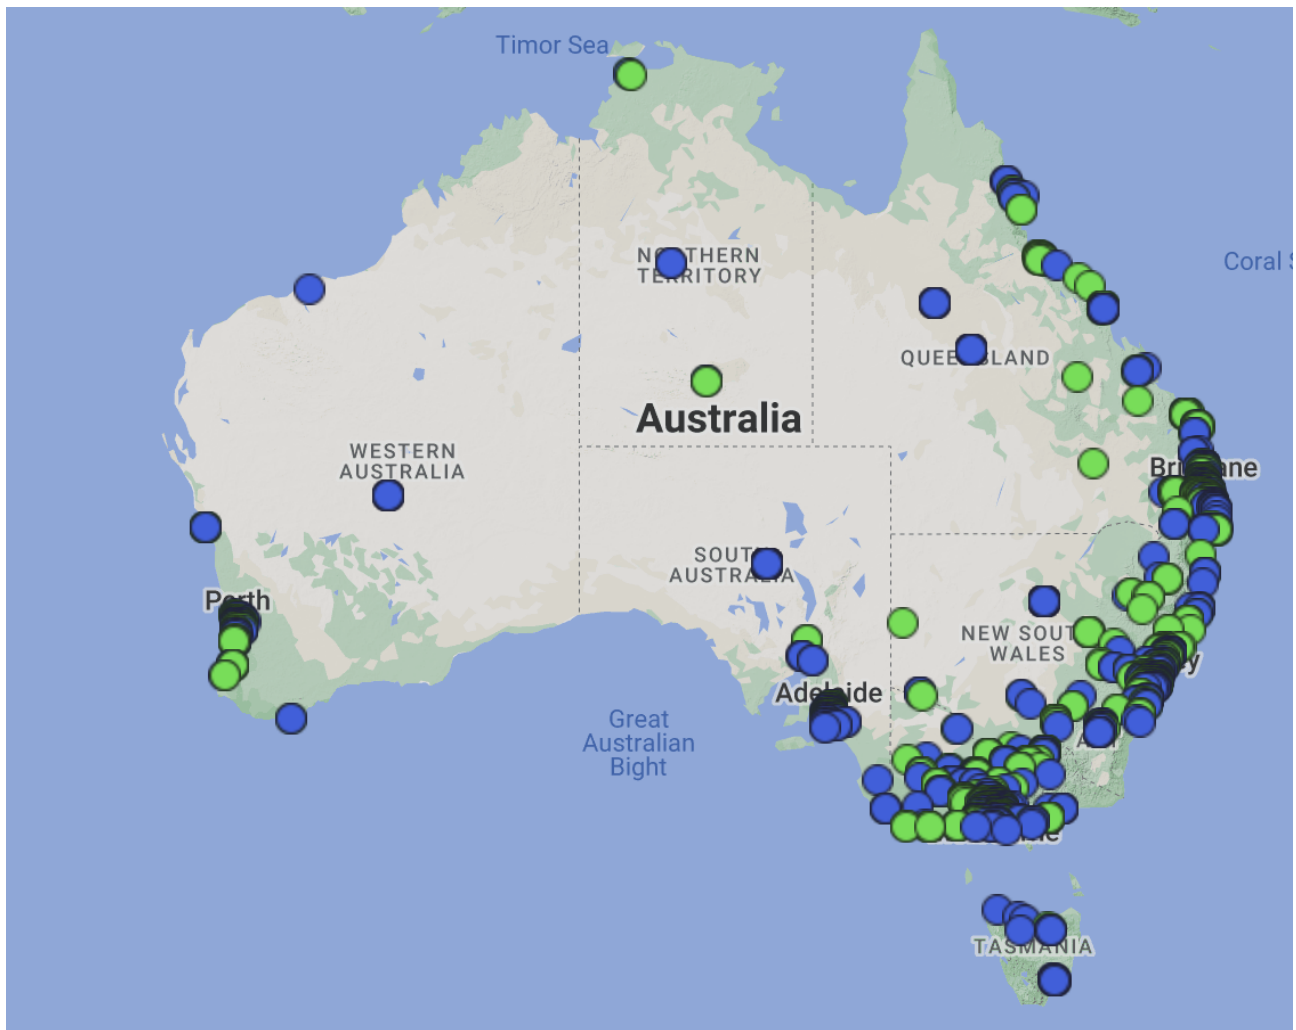 Timor Sea
Coral
NORTHERN
TERRITORY
QUEENSLAND
Australia
WESTERN
AUSTRALIA
Brisbane
SOUTH
AUSTRALIA
Perth
NEW SOUTH
WALES
Adelaide
Great
Australian
Bight
TASMANIA